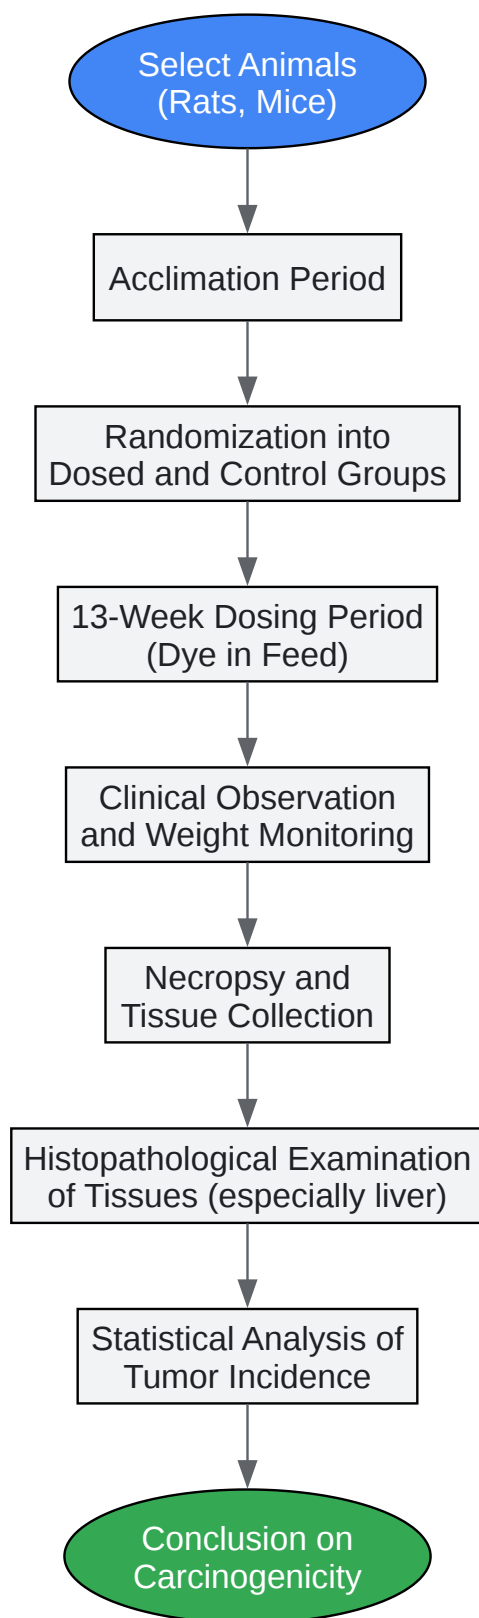 Select Animals
(Rats, Mice)
Acclimation Period
Randomization into
Dosed and Control Groups
13-Week Dosing Period
(Dye in Feed)
Clinical Observation
and Weight Monitoring
Necropsy and
Tissue Collection
Histopathological Examination
of Tissues (especially liver)
Statistical Analysis of
Tumor Incidence
Conclusion on
Carcinogenicity